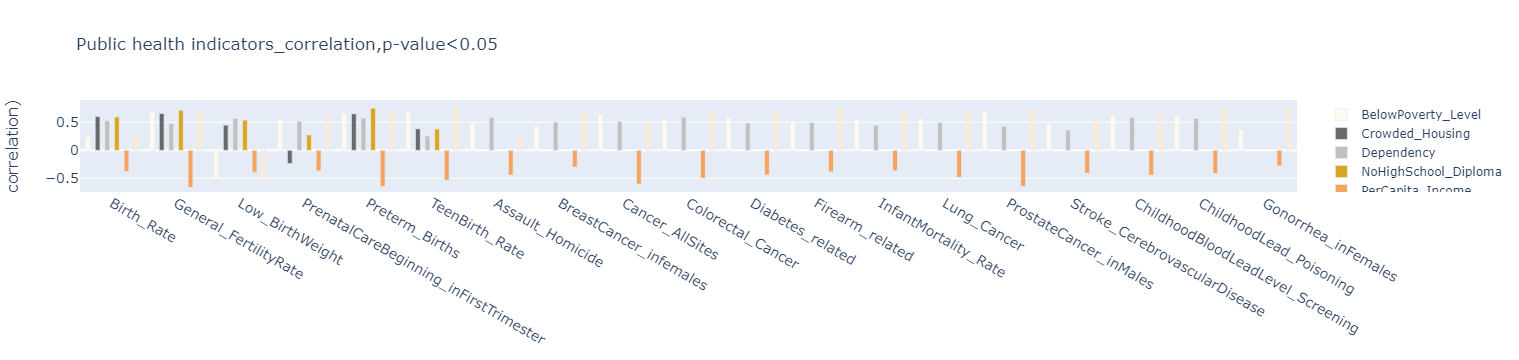 Public health indicators_correlation,p-value<0.05
correlation)
0.5
0
−0.5
BelowPoverty_Level
Crowded_Housing
Dependency
NoHighSchool_Diploma
PerCapita_Income
Birth_Rate
General_FertilityRate
Low_BirthWeight
PrenatalCareBeginning_inFirstTrimester
Preterm_Births
TeenBirth_Rate
Assault_Homicide
BreastCancer_infemales
Cancer_AllSites
Colorectal_Cancer
Diabetes_related
Firearm_related
InfantMortality_Rate
Lung_Cancer
ProstateCancer_inMales
Stroke_CerebrovascularDisease
ChildhoodBloodLeadLevel_Screening
ChildhoodLead_Poisoning
Gonorrhea_inFemales